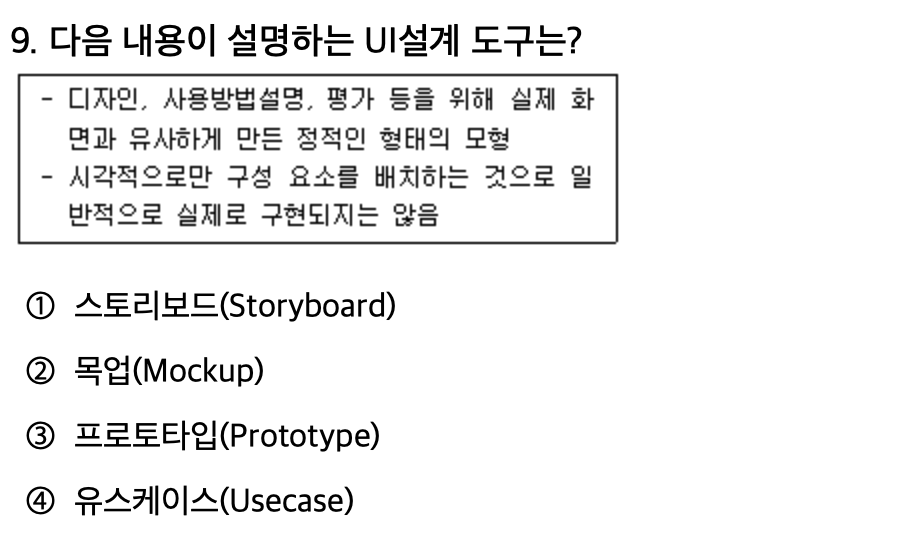 9. 다음 내용이 설명하는 UI설계 도구는?
- 디자인, 사용방법설명, 평가 등을 위해 실제 화
면과 유사하게 만든 정적인 형태의 모형
- 시각적으로만 구성 요소를 배치하는 것으로 일
반적으로 실제로 구현되지는 않음
① 스토리보드(Storyboard)
② 목업(Mockup)
③ 프로토타입(Prototype)
④ 유스케이스(Usecase)